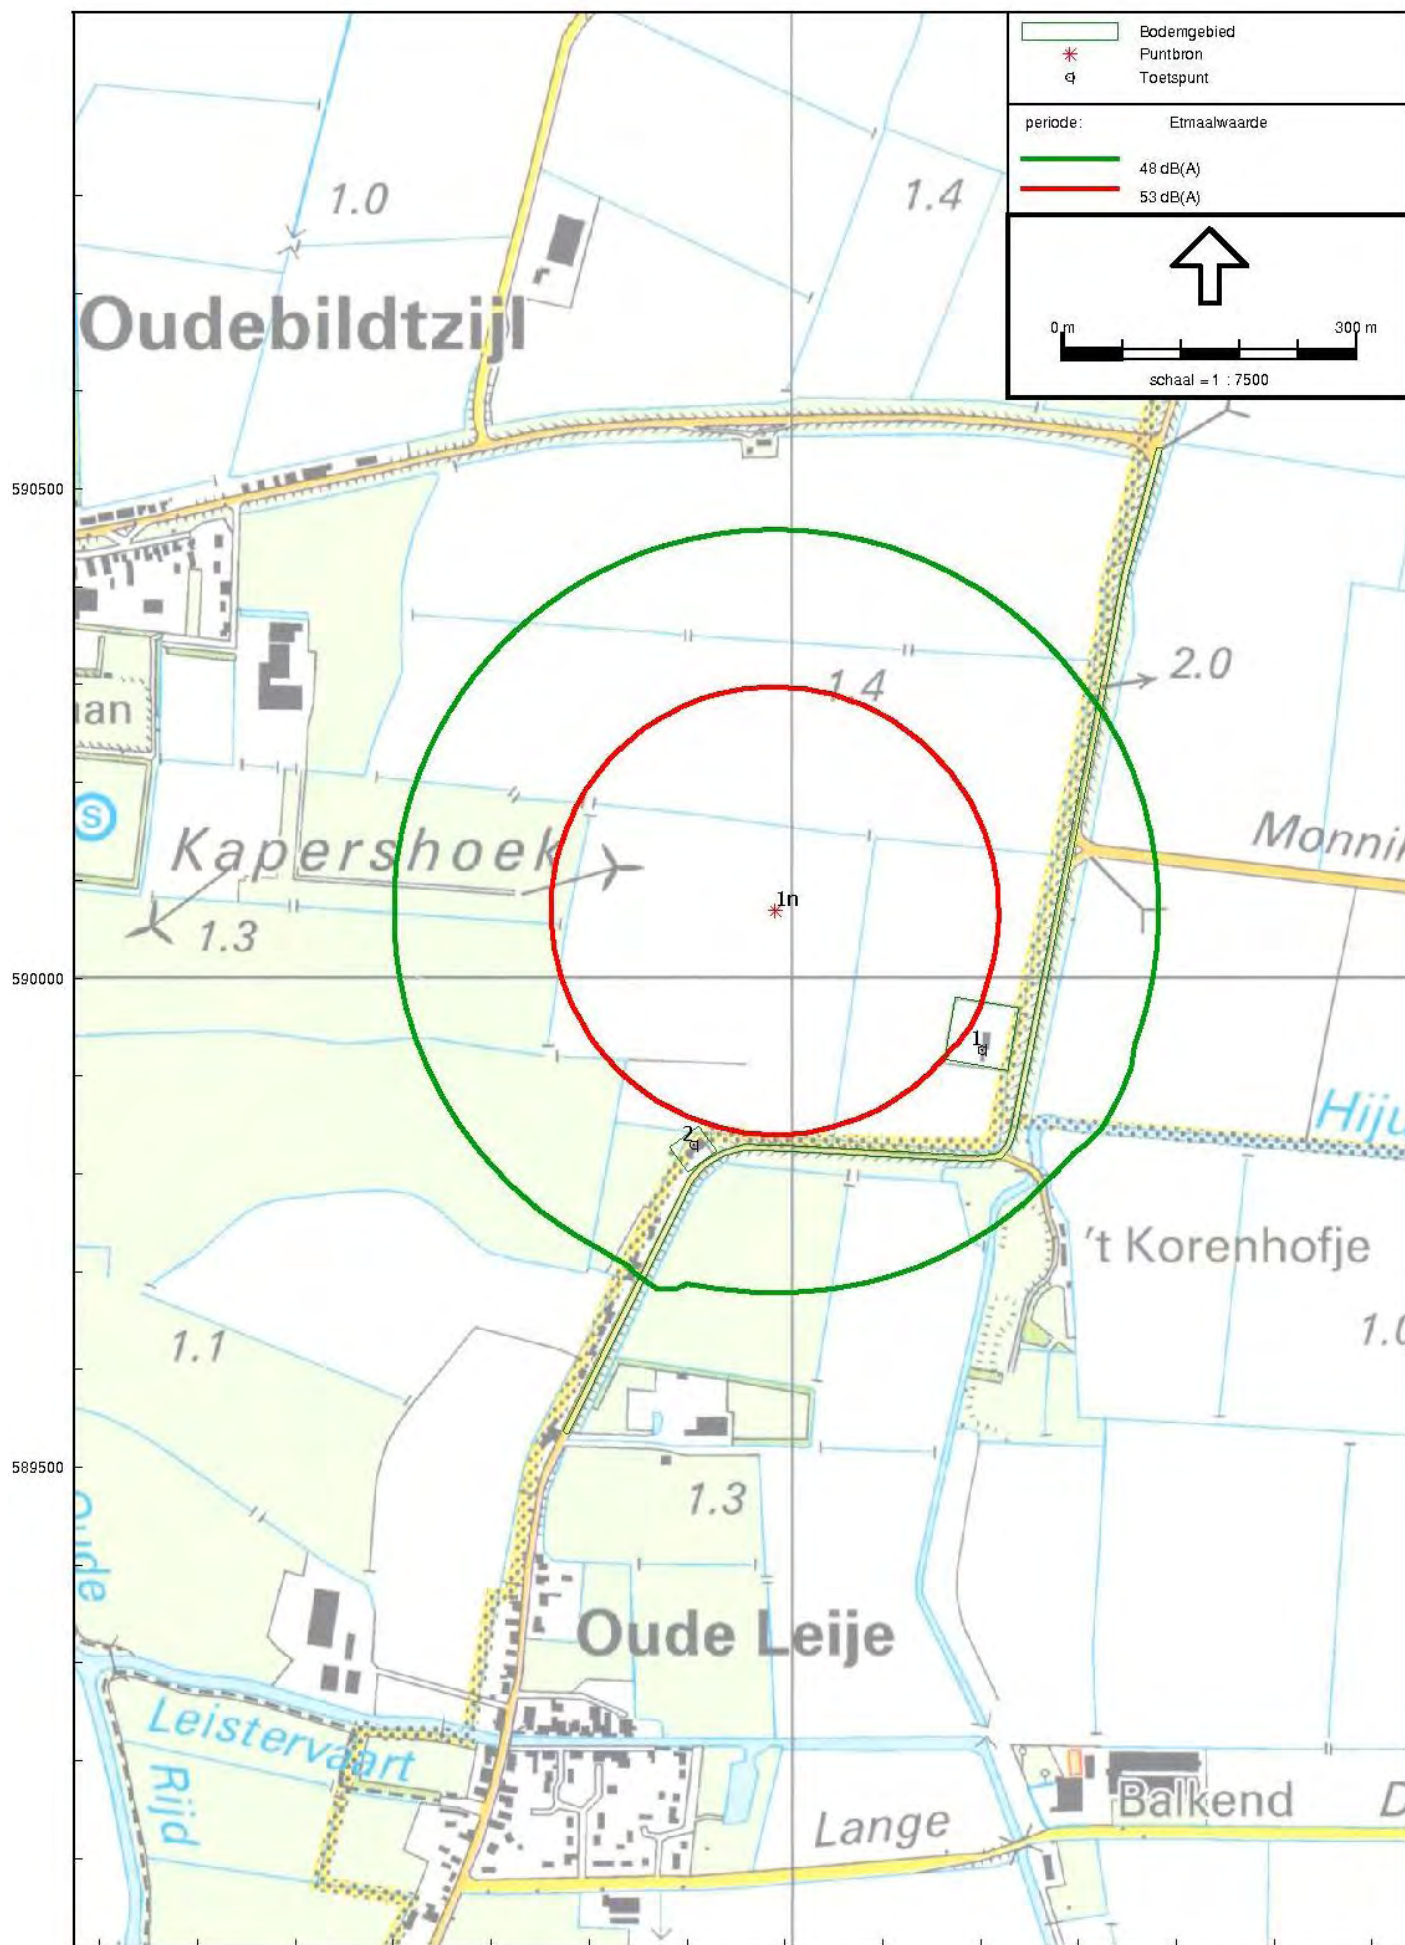 Bodemgebied
Puntbron
Toetspunt
periode: Etmaalwaarde
48 dB(A)
53 dB(A)
0 m 300 m
schaal = 1 : 7500
1.0
1.4
Oudebildtzijl
590500
2.0
1.4
S
Kapershoek
1.3
1n
590000
1
2
't Korenhofje
1.1
589500
1.3
Oude
Oude Leije
Leistervaart
Rijd
Balkend
Lange